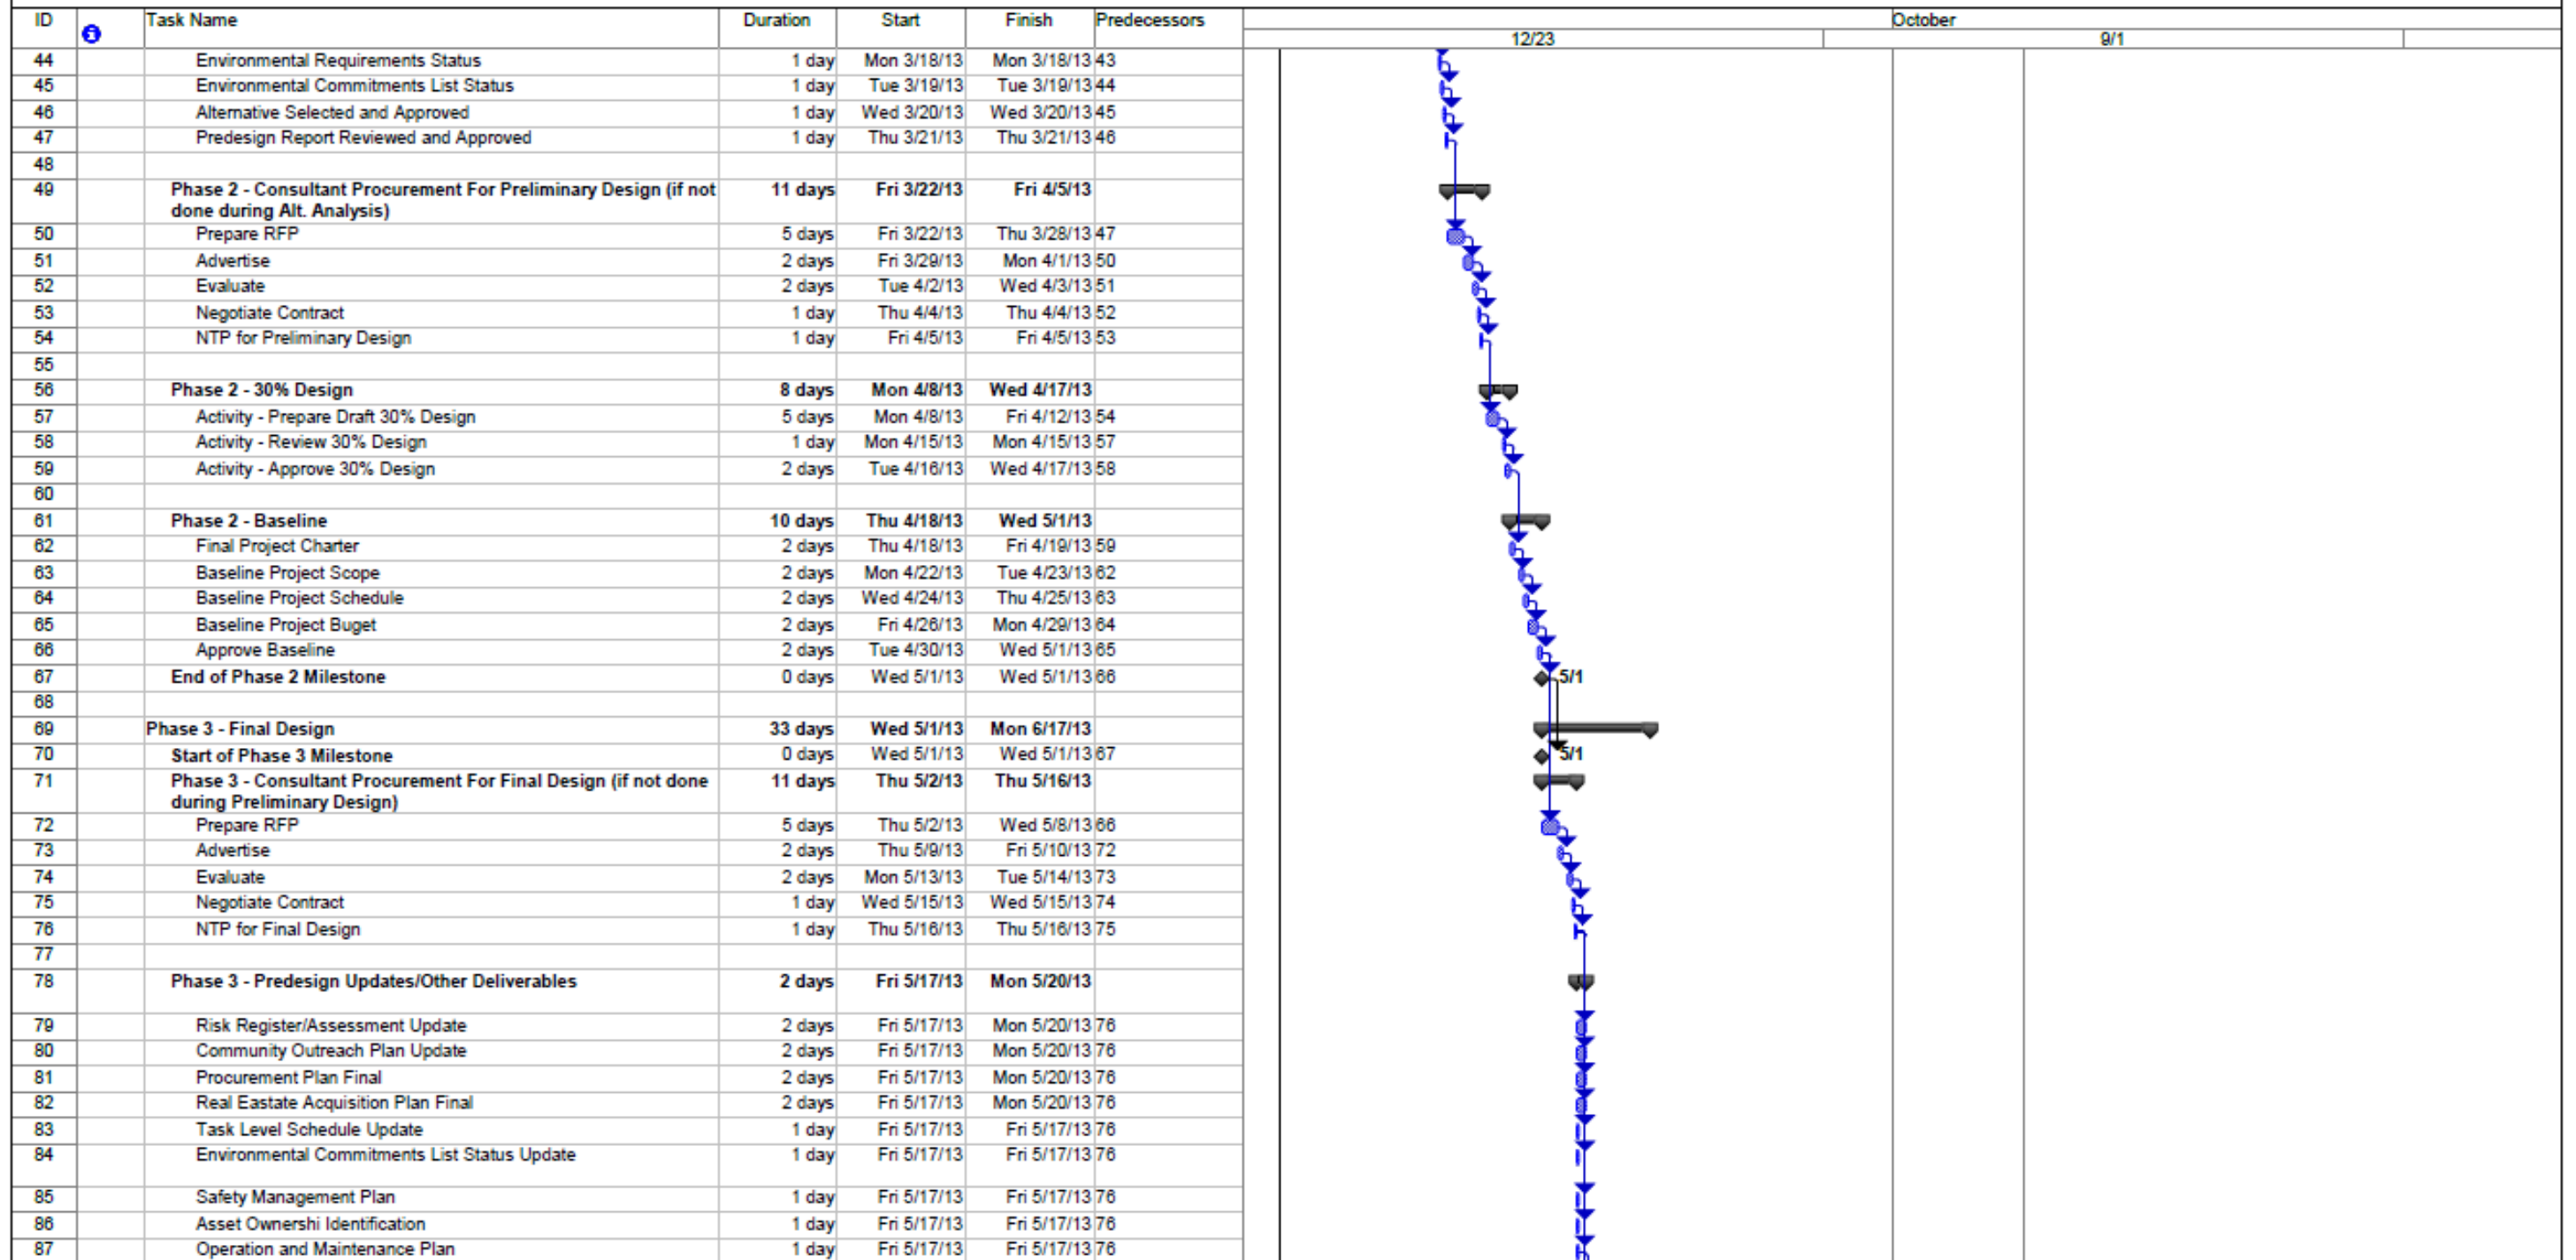 ID Task Name Duration Start Finish Predecessors October
12/23 9/1
44 Environmental Requirements Status 1 day Mon 3/18/13 Mon 3/18/13 43
45 Environmental Commitments List Status 1 day Tue 3/19/13 Tue 3/19/13 44
46 Alternative Selected and Approved 1 day Wed 3/20/13 Wed 3/20/13 45
47 Predesign Report Reviewed and Approved 1 day Thu 3/21/13 Thu 3/21/13 46
48
49 Phase 2 - Consultant Procurement For Preliminary Design (if not 11 days Fri 3/22/13 Fri 4/5/13
done during Alt. Analysis)
50 Prepare RFP 5 days Fri 3/22/13 Thu 3/28/13 47
51 Advertise 2 days Fri 3/29/13 Mon 4/1/13 50
52 Evaluate 2 days Tue 4/2/13 Wed 4/3/13 51
53 Negotiate Contract 1 day Thu 4/4/13 Thu 4/4/13 52
54 NTP for Preliminary Design 1 day Fri 4/5/13 Fri 4/5/13 53
55
56 Phase 2 - 30% Design 8 days Mon 4/8/13 Wed 4/17/13
57 Activity - Prepare Draft 30% Design 5 days Mon 4/8/13 Fri 4/12/13 54
58 Activity - Review 30% Design 1 day Mon 4/15/13 Mon 4/15/13 57
59 Activity - Approve 30% Design 2 days Tue 4/16/13 Wed 4/17/13 58
60
61 Phase 2 - Baseline 10 days Thu 4/18/13 Wed 5/1/13
62 Final Project Charter 2 days Thu 4/18/13 Fri 4/19/13 59
63 Baseline Project Scope 2 days Mon 4/22/13 Tue 4/23/13 62
64 Baseline Project Schedule 2 days Wed 4/24/13 Thu 4/25/13 63
65 Baseline Project Buget 2 days Fri 4/26/13 Mon 4/29/13 64
66 Approve Baseline 2 days Tue 4/30/13 Wed 5/1/13 65
67 End of Phase 2 Milestone 0 days Wed 5/1/13 Wed 5/1/13 66 5/1
68
69 Phase 3 - Final Design 33 days Wed 5/1/13 Mon 6/17/13
70 Start of Phase 3 Milestone 0 days Wed 5/1/13 Wed 5/1/13 67 5/1
71 Phase 3 - Consultant Procurement For Final Design (if not done 11 days Thu 5/2/13 Thu 5/16/13
during Preliminary Design)
72 Prepare RFP 5 days Thu 5/2/13 Wed 5/8/13 66
73 Advertise 2 days Thu 5/9/13 Fri 5/10/13 72
74 Evaluate 2 days Mon 5/13/13 Tue 5/14/13 73
75 Negotiate Contract 1 day Wed 5/15/13 Wed 5/15/13 74
76 NTP for Final Design 1 day Thu 5/16/13 Thu 5/16/13 75
77
78 Phase 3 - Predesign Updates/Other Deliverables 2 days Fri 5/17/13 Mon 5/20/13
79 Risk Register/Assessment Update 2 days Fri 5/17/13 Mon 5/20/13 76
80 Community Outreach Plan Update 2 days Fri 5/17/13 Mon 5/20/13 76
81 Procurement Plan Final 2 days Fri 5/17/13 Mon 5/20/13 76
82 Real Eastate Acquisition Plan Final 2 days Fri 5/17/13 Mon 5/20/13 76
83 Task Level Schedule Update 1 day Fri 5/17/13 Fri 5/17/13 76
84 Environmental Commitments List Status Update 1 day Fri 5/17/13 Fri 5/17/13 76
85 Safety Management Plan 1 day Fri 5/17/13 Fri 5/17/13 76
86 Asset Ownershi Identification 1 day Fri 5/17/13 Fri 5/17/13 76
87 Operation and Maintenance Plan 1 day Fri 5/17/13 Fri 5/17/13 76